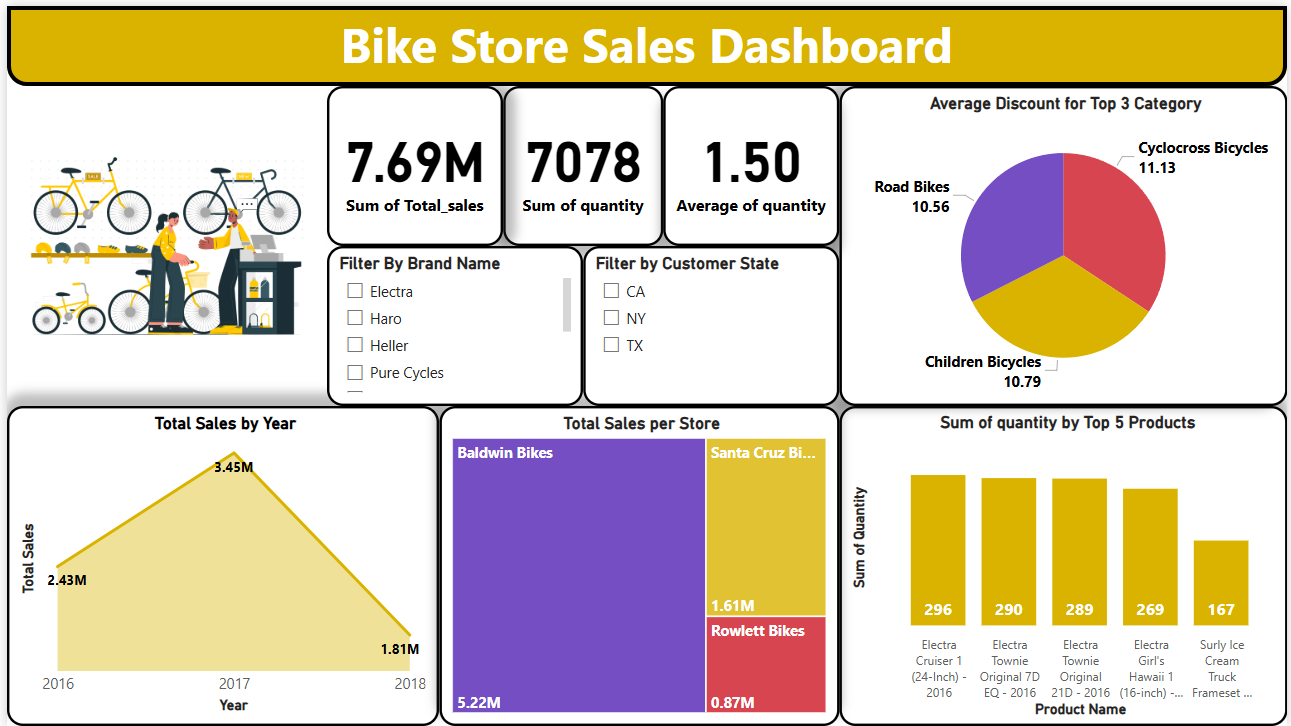 Bike Store Sales Dashboard
SALE
7.69M
Sum of Total_sales
7078
Sum of quantity
1.50
Average of quantity
Filter By Brand Name
Electra
Haro
Heller
Pure Cycles
Filter by Customer State
CA
NY
TX
Average Discount for Top 3 Category
Cyclocross Bicycles
11.13
Road Bikes
10.56
Children Bicycles
10.79
Total Sales by Year
Total Sales
3.45M
2.43M
1.81M
2016
2017
2018
Year
Total Sales per Store
Baldwin Bikes
5.22M
Santa Cruz Bi...
1.61M
Rowlett Bikes
0.87M
Sum of quantity by Top 5 Products
Sum of Quantity
296
290
289
269
167
Electra
Cruiser 1
(24-Inch) -
2016
Electra
Townie
Original 7D
EQ - 2016
Electra
Townie
Original
21D - 2016
Electra
Girl's
Hawaii 1
(16-inch) -...
Surly Ice
Cream
Truck
Frameset ...
Product Name